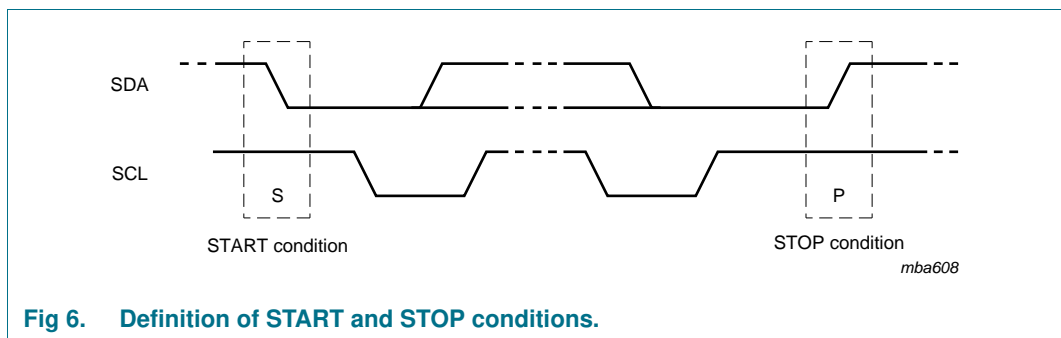 SDA
SCL
S
P
START condition
STOP condition
mba608
Fig 6. Definition of START and STOP conditions.